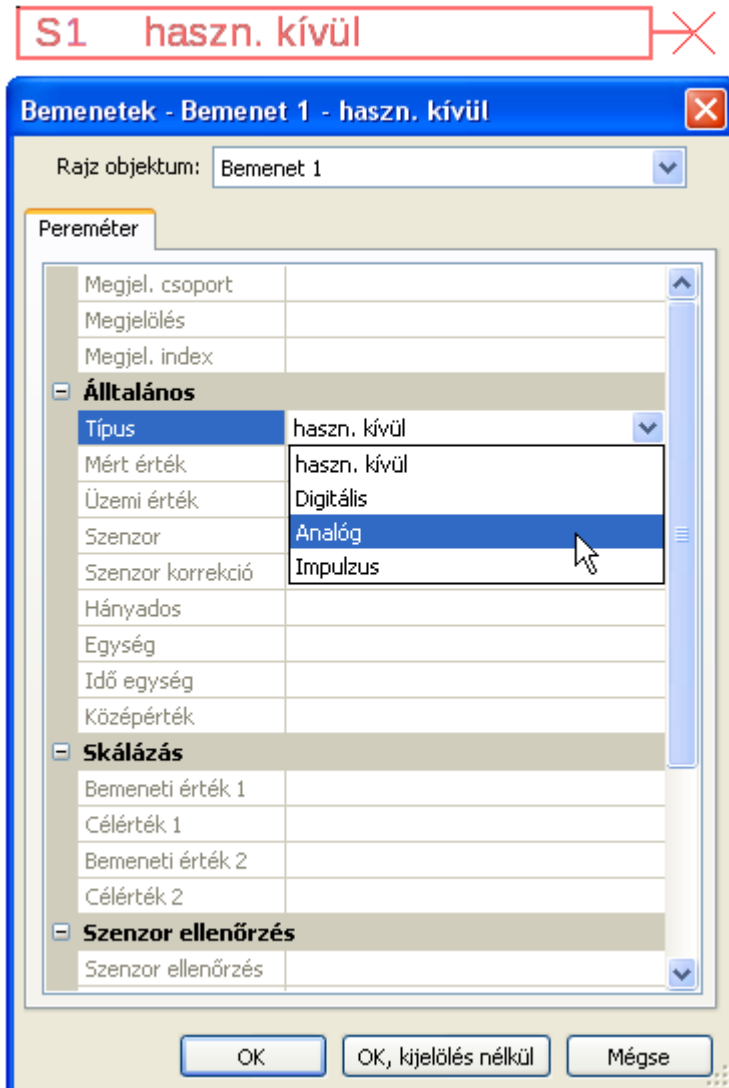 S1 haszn. kívül
Bemenetek - Bemenet 1 - haszn. kívül
Rajz objektum: Bemenet 1
Pereméter
Megjel. csoport
Megjelölés
Megjel. index
Álltalános
Típus haszn. kívül
Mért érték haszn. kívül
Üzemi érték Digitális
Szenzor Analóg
Szenzor korrekció Impulzus
Hányados
Egység
Idő egység
Középérték
Skálázás
Bemeneti érték 1
Célérték 1
Bemeneti érték 2
Célérték 2
Szenzor ellenőrzés
Szenzor ellenőrzés
OK OK, kijelölés nélkül Mégse